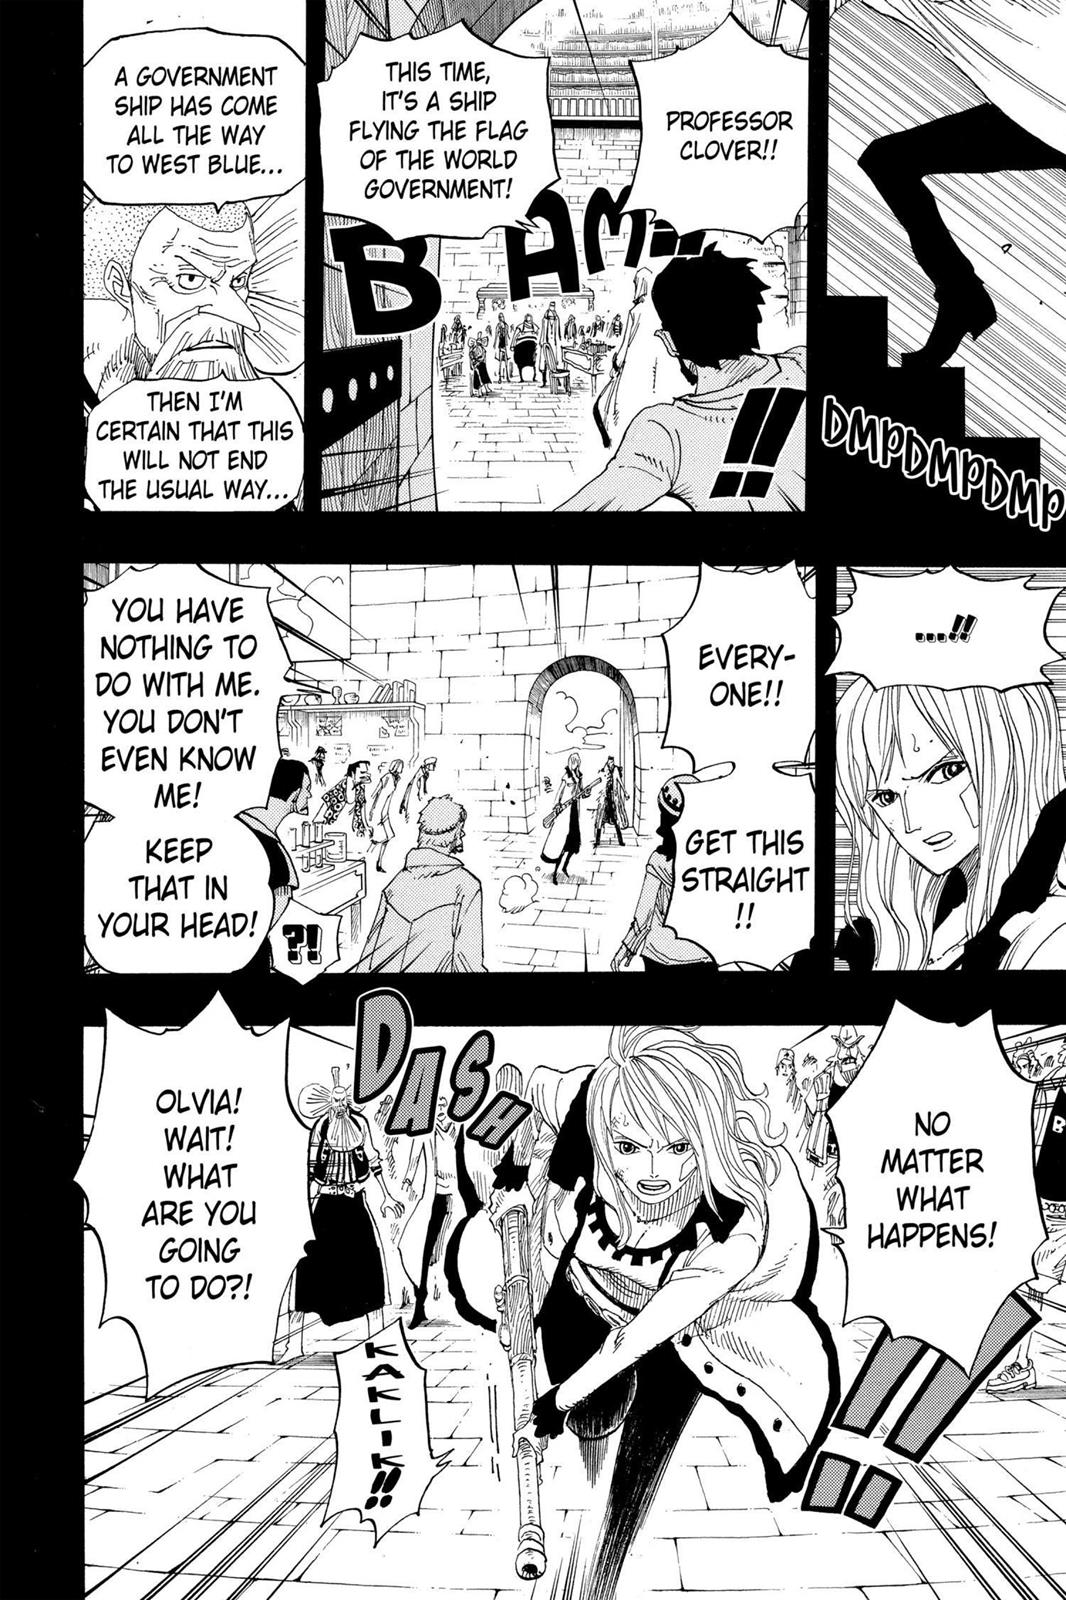 DMPDMPDMP
PROFESSOR
CLOVER!!
THIS TIME,
IT'S A SHIP
FLYING THE FLAG
OF THE WORLD
GOVERNMENT!
BAM!!
!!
A GOVERNMENT
SHIP HAS COME
ALL THE WAY
TO WEST BLUE...
THEN I'M
CERTAIN THAT THIS
WILL NOT END
THE USUAL WAY...
...!!
EVERY-
ONE!!
GET THIS
STRAIGHT
!!
YOU HAVE
NOTHING TO
DO WITH ME.
YOU DON'T
EVEN KNOW
ME!
KEEP
THAT IN
YOUR HEAD!
?!
NO
MATTER
WHAT
HAPPENS!
!!
DASH
KAKLIK!!
OLVIA!
WAIT!
WHAT
ARE YOU
GOING
TO DO?!